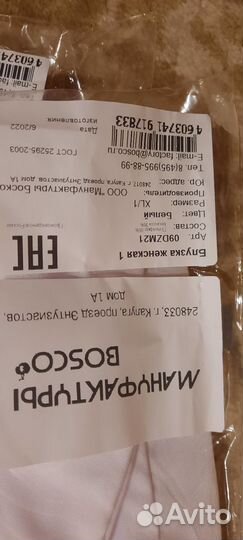 Блузка женская 1
Арт. 09DZM21
Состав:
Цвет: Белый
Размер: XL/1
Производитель: ООО "Мануфактуры Боско
Юр. адрес: 248017, г. Калуга, проезд Энтузиастов дом 1А
Тел. 8(495)995-88-99
E-mail: factory@bosco.ru
4 603741 917833
Дата
изготовления
6/2022
ГОСТ 25295-2003
EAC
МАНУФАКТУРЫ
BOSCO
248033, г. Калуга, проезд Энтузиастов,
ДОМ 1А
Avito